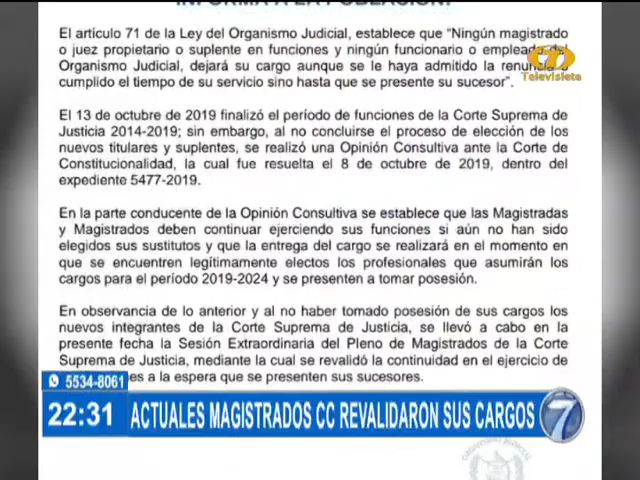 INFORMA A LA POBLACIÓN:
El artículo 71 de la Ley del Organismo Judicial, establece que “Ningún magistrado
o juez propietario o suplente en funciones y ningún funcionario o empleado del
Organismo Judicial, dejará su cargo aunque se le haya admitido la renuncia o
cumplido el tiempo de su servicio sino hasta que se presente su sucesor”.
Televisiete
El 13 de octubre de 2019 finalizó el período de funciones de la Corte Suprema de
Justicia 2014-2019; sin embargo, al no concluirse el proceso de elección de los
nuevos titulares y suplentes, se realizó una Opinión Consultiva ante la Corte de
Constitucionalidad, la cual fue resuelta el 8 de octubre de 2019, dentro del
expediente 5477-2019.
En la parte conducente de la Opinión Consultiva se establece que las Magistradas
y Magistrados deben continuar ejerciendo sus funciones si aún no han sido
elegidos sus sustitutos y que la entrega del cargo se realizará en el momento en
que se encuentren legítimamente electos los profesionales que asumirán los
cargos para el período 2019-2024 y se presenten a tomar posesión.
En observancia de lo anterior y al no haber tomado posesión de sus cargos los
nuevos integrantes de la Corte Suprema de Justicia, se llevó a cabo en la
presente fecha la Sesión Extraordinaria del Pleno de Magistrados de la Corte
Suprema de Justicia, mediante la cual se revalidó la continuidad en el ejercicio de
es a la espera que se presenten sus sucesores.
5534-8061
22:31 ACTUALES MAGISTRADOS CC REVALIDARON SUS CARGOS 7
ORGANISMO JUDICIAL